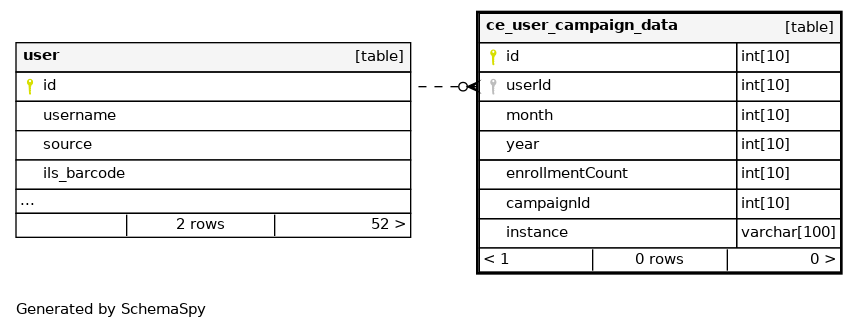 user [table]
id
username
source
ils_barcode
...
2 rows 52 >
ce_user_campaign_data [table]
id int[10]
userId int[10]
month int[10]
year int[10]
enrollmentCount int[10]
campaignId int[10]
instance varchar[100]
< 1 0 rows 0 >
Generated by SchemaSpy